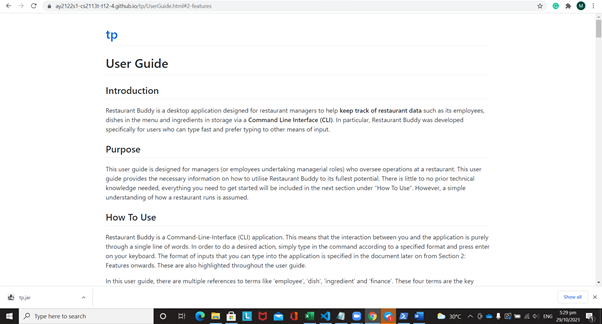 ay2122s1-cs2113t-t12-4.github.io/tp/UserGuide.html#2-features
tp
User Guide
Introduction
Restaurant Buddy is a desktop application designed for restaurant managers to help keep track of restaurant data such as its employees,
dishes in the menu and ingredients in storage via a Command Line Interface (CLI). In particular, Restaurant Buddy was developed
specifically for users who can type fast and prefer typing to other means of input.
Purpose
This user guide is designed for managers (or employees undertaking managerial roles) who oversee operations at a restaurant. This user
guide provides the necessary information on how to utilise Restaurant Buddy to its fullest potential. There is little to no prior technical
knowledge needed, everything you need to get started will be included in the next section under "How To Use". However, a simple
understanding of how a restaurant runs is assumed.
How To Use
Restaurant Buddy is a Command-Line-Interface (CLI) application. This means that the interaction between you and the application is purely
through a single line of words. In order to do a desired action, simply type in the command according to a specified format and press enter
on your keyboard. The format of inputs that you can type into the application is specified in the document later on from Section 2:
Features onwards. These are also highlighted throughout the user guide.
In this user guide, there are multiple references to terms like 'employee', 'dish', 'ingredient' and 'finance'. These four terms are the key
tp.jar
Show all
Type here to search
30°C
ENG
5:29 pm
29/10/2021